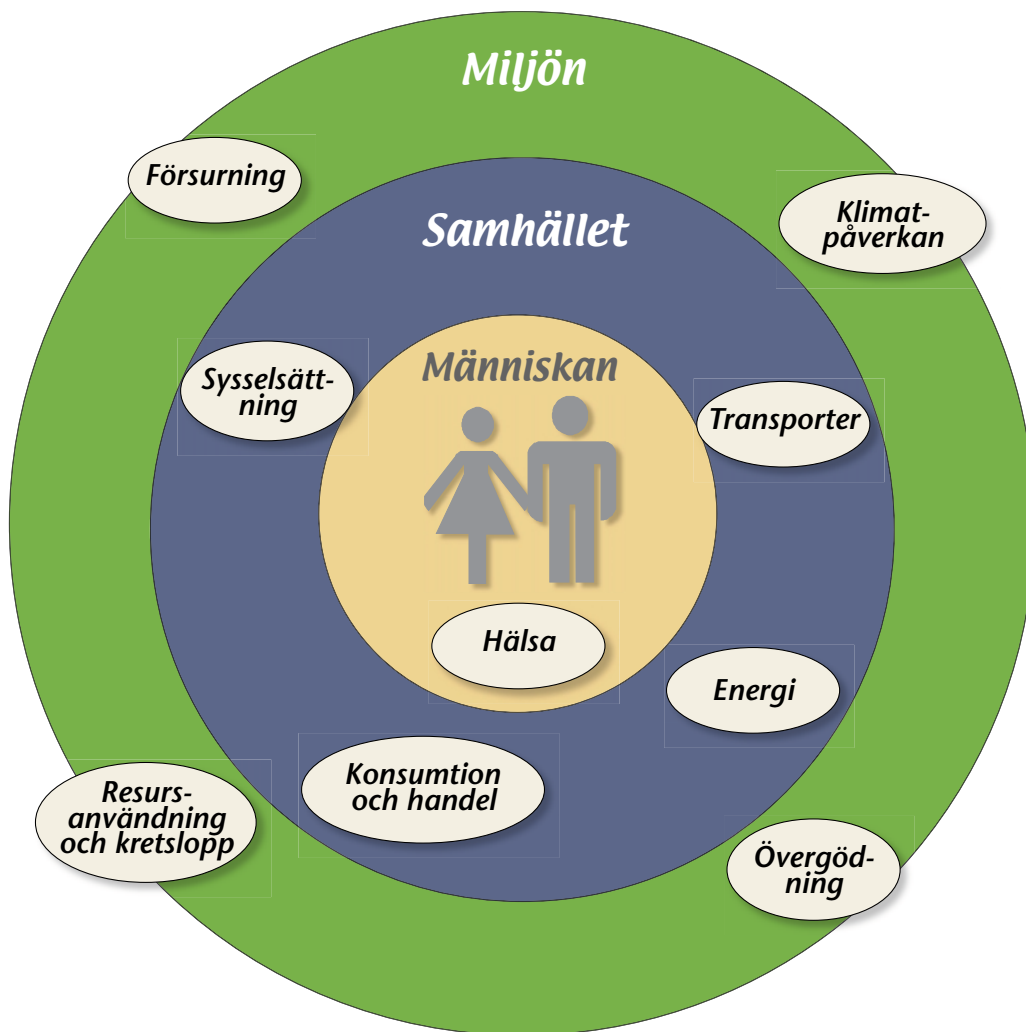 Miljön
Försurning
Klimat-
påverkan
Samhället
Sysselsätt-
ning
Människan
Transporter
Hälsa
Energi
Konsumtion
och handel
Resurs-
användning
och kretslopp
Övergöd-
ning